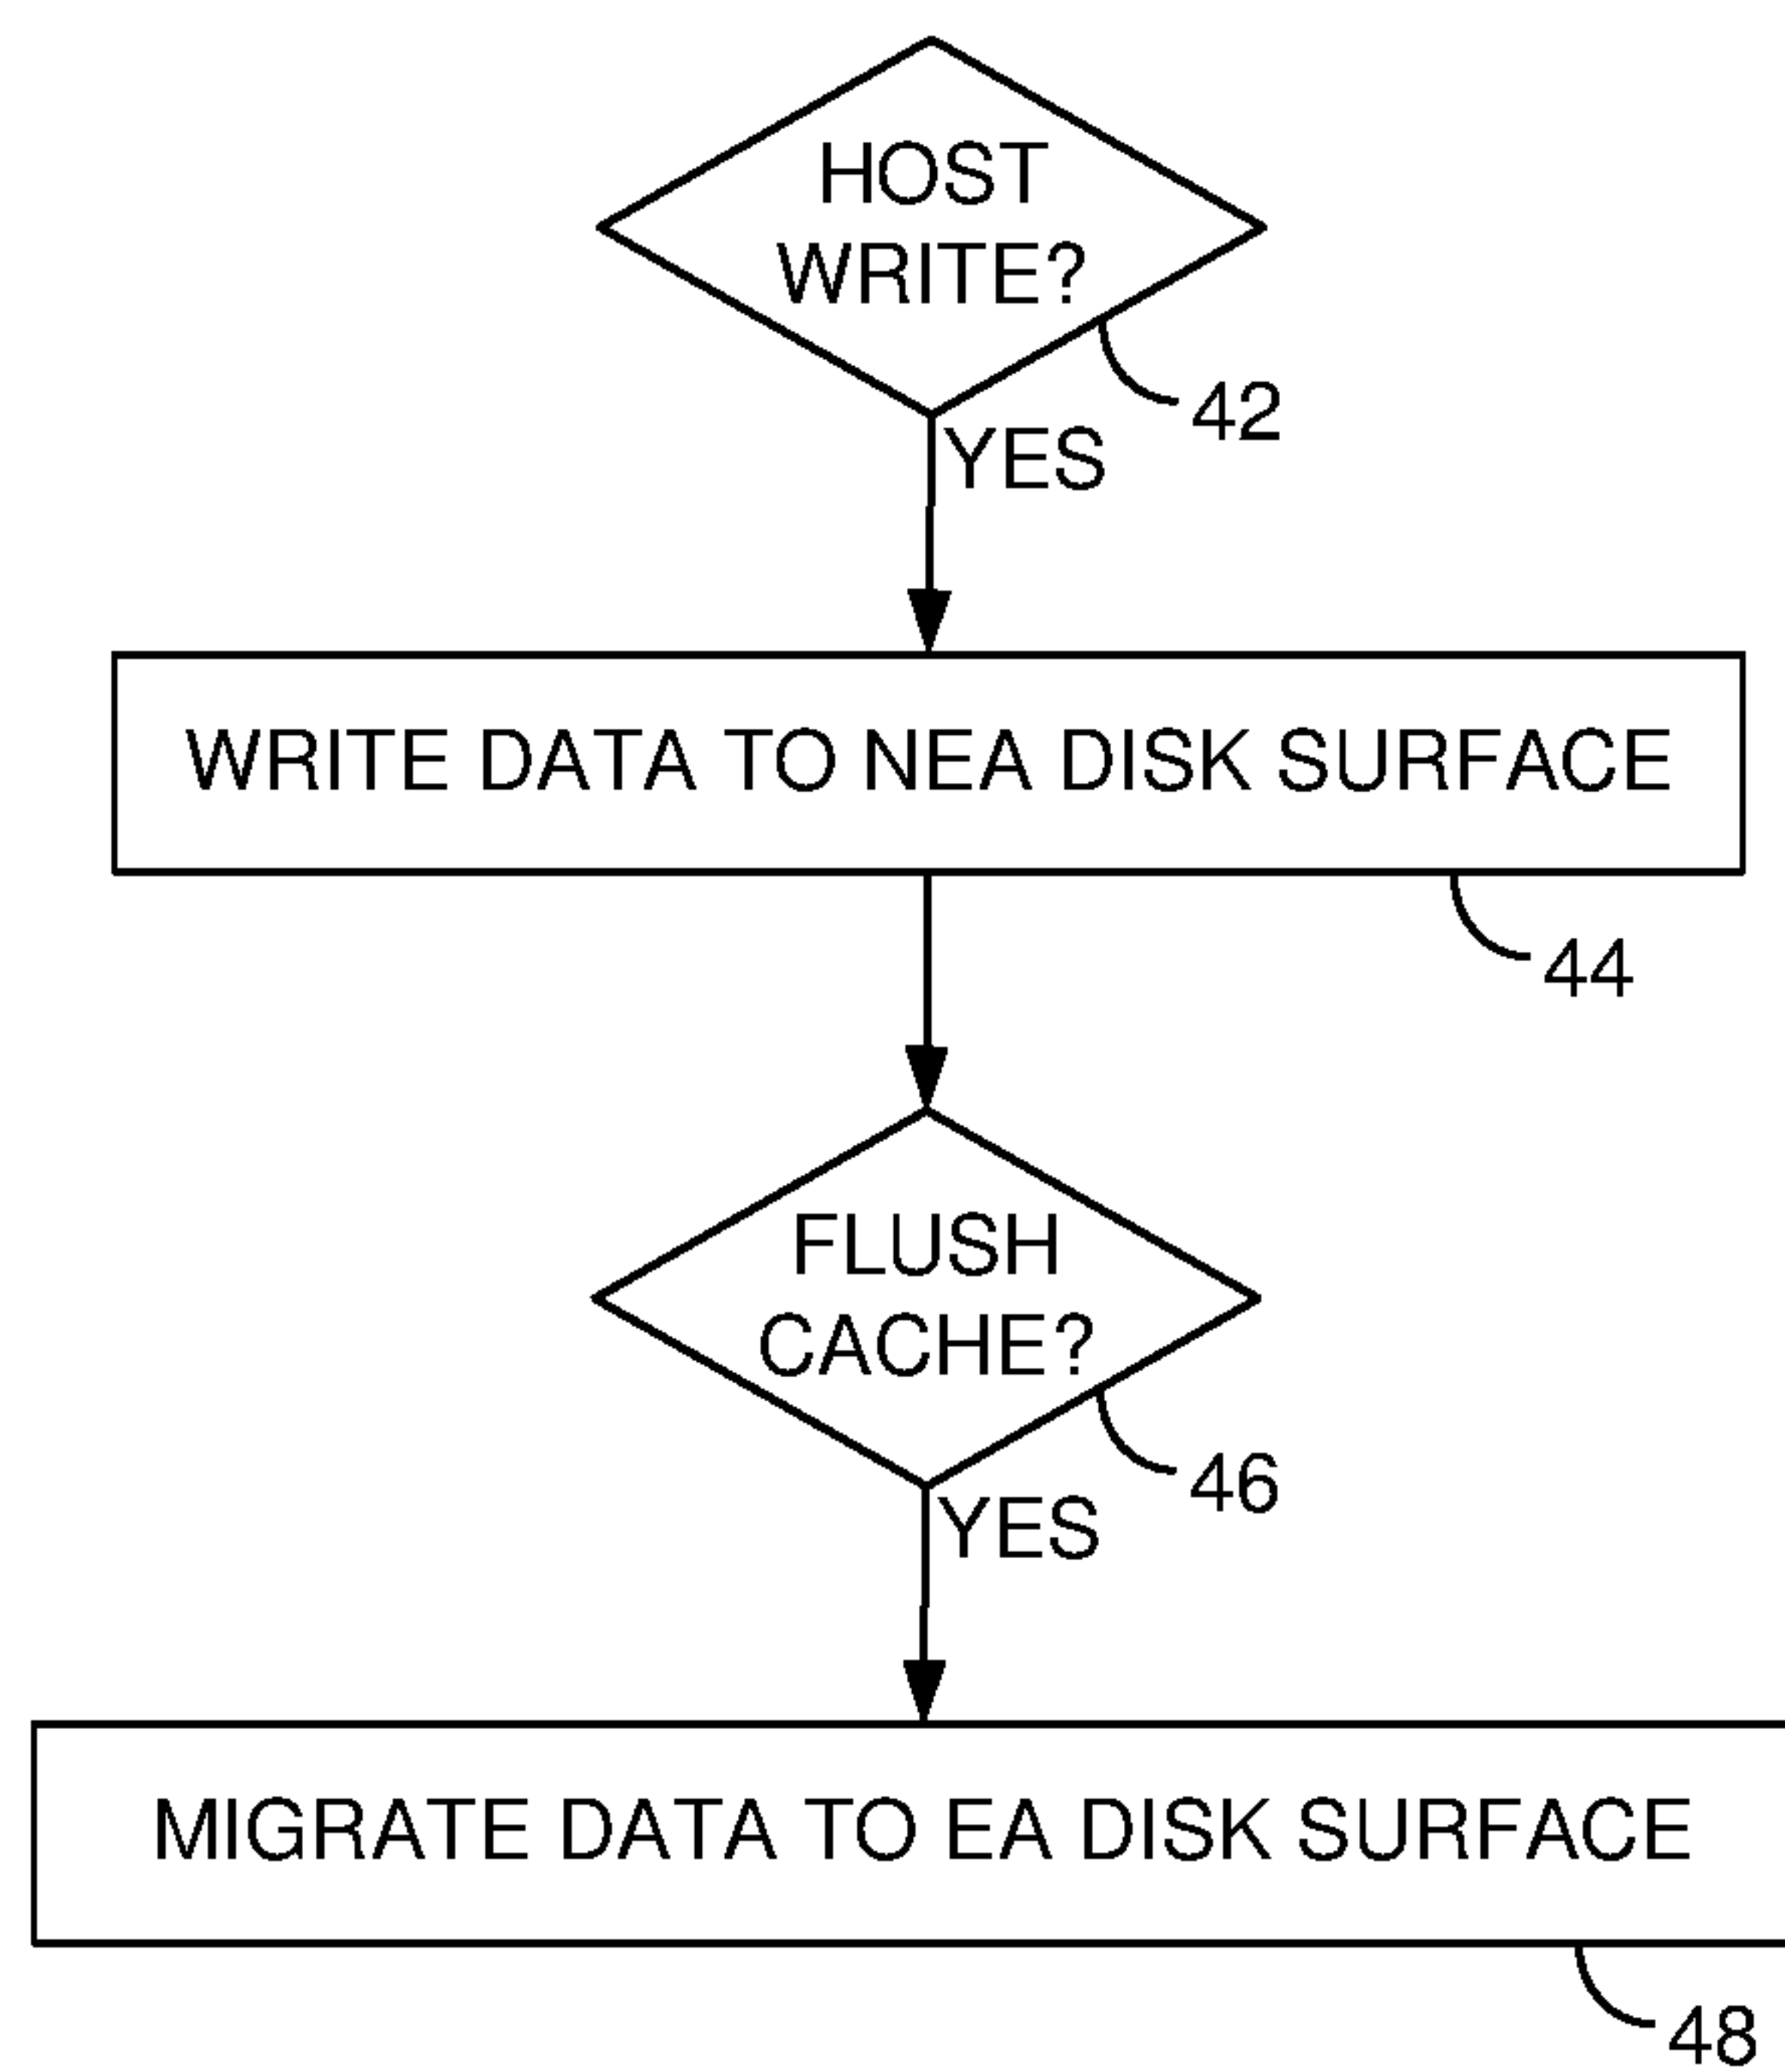 HOST
WRITE?
42
YES
WRITE DATA TO NEA DISK SURFACE
44
FLUSH
CACHE?
46
YES
MIGRATE DATA TO EA DISK SURFACE
48